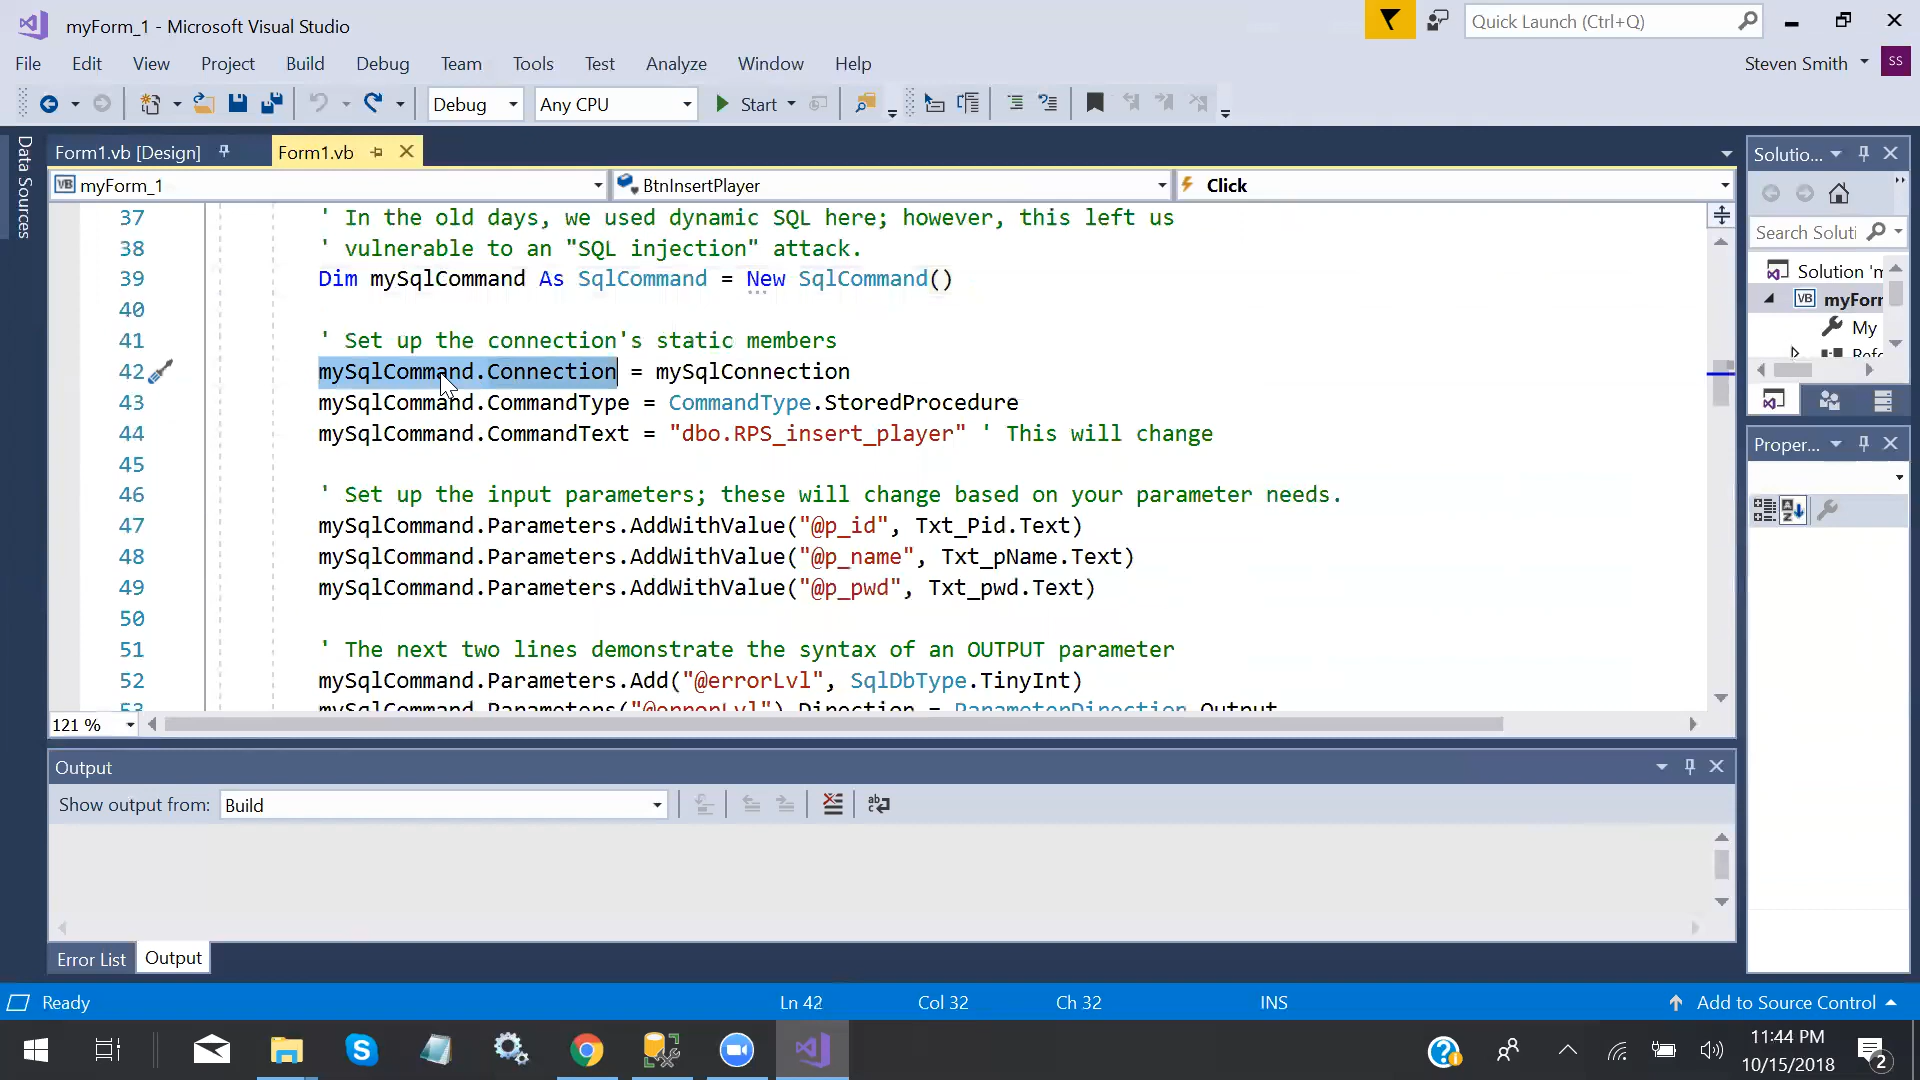 myForm_1 - Microsoft Visual Studio
Quick Launch (Ctrl+Q)
File Edit View Project Build Debug Team Tools Test Analyze Window Help
Steven Smith SS
Debug Any CPU Start
Data Sources
Form1.vb [Design] Form1.vb
VB myForm_1 BtnInsertPlayer Click
37 ' In the old days, we used dynamic SQL here; however, this left us
38 ' vulnerable to an "SQL injection" attack.
39 Dim mySqlCommand As SqlCommand = New SqlCommand()
40
41 ' Set up the connection's static members
42 mySqlCommand.Connection = mySqlConnection
43 mySqlCommand.CommandType = CommandType.StoredProcedure
44 mySqlCommand.CommandText = "dbo.RPS_insert_player" ' This will change
45
46 ' Set up the input parameters; these will change based on your parameter needs.
47 mySqlCommand.Parameters.AddWithValue("@p_id", Txt_Pid.Text)
48 mySqlCommand.Parameters.AddWithValue("@p_name", Txt_pName.Text)
49 mySqlCommand.Parameters.AddWithValue("@p_pwd", Txt_pwd.Text)
50
51 ' The next two lines demonstrate the syntax of an OUTPUT parameter
52 mySqlCommand.Parameters.Add("@errorLvl", SqlDbType.TinyInt)
53 mySqlCommand.Parameters("@errorLvl").Direction = ParameterDirection.Output
121 %
Solutio...
Search Soluti
Solution 'm
VB myForr
My
Refe
Proper...
Output
Show output from: Build
Error List Output
Ready Ln 42 Col 32 Ch 32 INS Add to Source Control
11:44 PM
10/15/2018
2